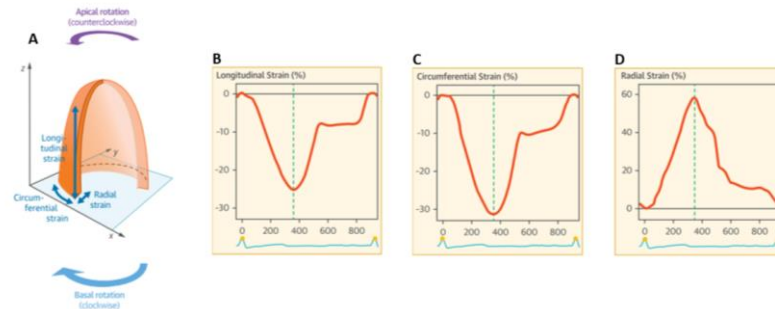 Apical rotation
(counterclockwise)
A
z
Longi-
tudinal
strain
y
Radial
strain
Circum-
ferential
strain
x
Basal rotation
(clockwise)
B
Longitudinal Strain (%)
0
-10
-20
-30
0 200 400 600 800
C
Circumferential Strain (%)
0
-10
-20
-30
0 200 400 600 800
D
Radial Strain (%)
60
40
20
0
0 200 400 600 800